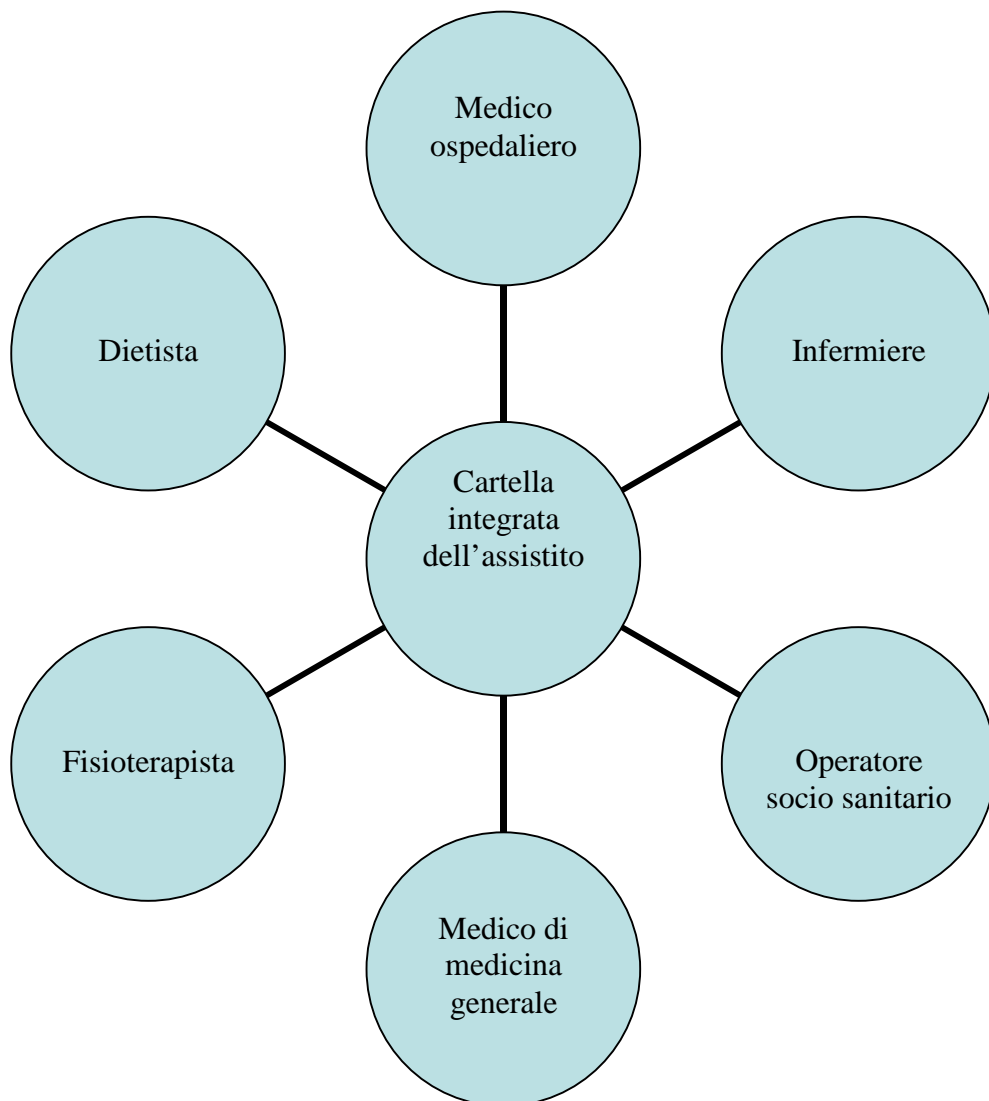 Medico
ospedaliero
Dietista
Infermiere
Cartella
integrata
dell’assistito
Fisioterapista
Operatore
socio sanitario
Medico di
medicina
generale